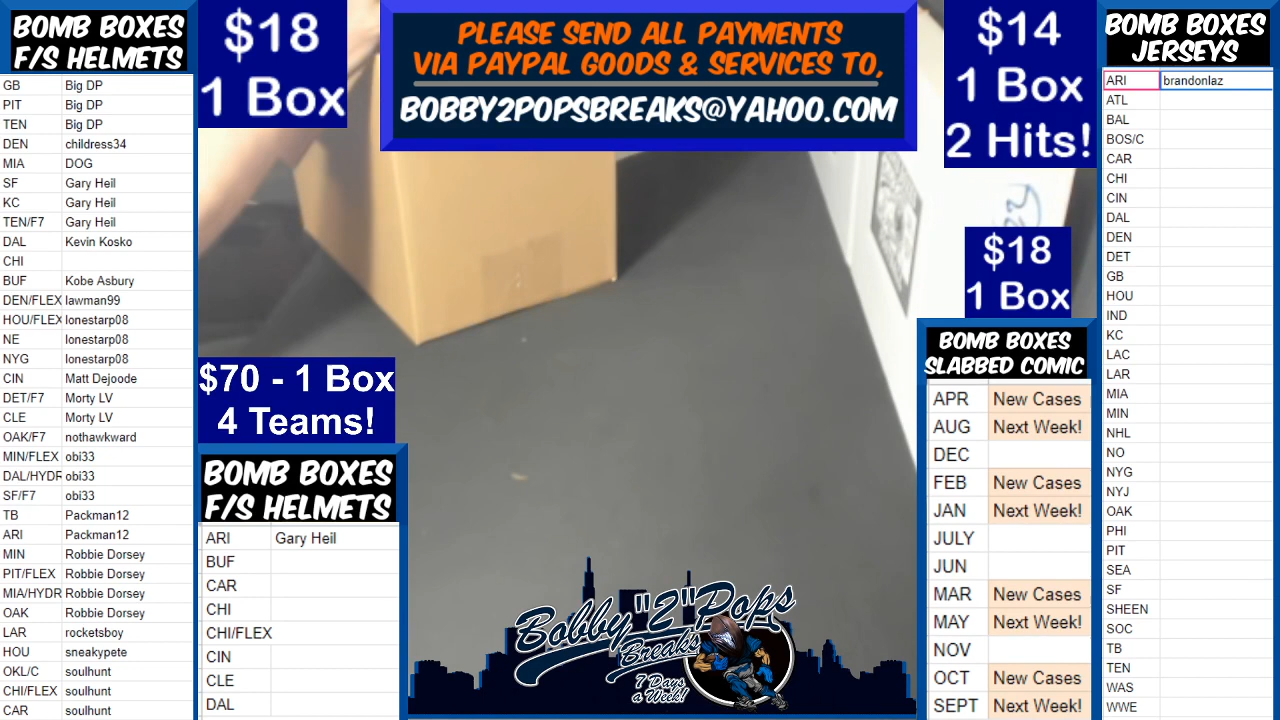 BOMB BOXES
F/S HELMETS
GB Big DP
PIT Big DP
TEN Big DP
DEN childress34
MIA DOG
SF Gary Heil
KC Gary Heil
TEN/F7 Gary Heil
DAL Kevin Kosko
CHI
BUF Kobe Asbury
DEN/FLEX lawman99
HOU/FLEX lonestarp08
NE lonestarp08
NYG lonestarp08
CIN Matt Dejoode
DET/F7 Morty LV
CLE Morty LV
OAK/F7 nothawkward
MIN/FLEX obi33
DAL/HYDR obi33
SF/F7 obi33
TB Packman12
ARI Packman12
MIN Robbie Dorsey
PIT/FLEX Robbie Dorsey
MIA/HYDR Robbie Dorsey
OAK Robbie Dorsey
LAR rocketsboy
HOU sneakypete
OKL/C soulhunt
CHI/FLEX soulhunt
CAR soulhunt
$18
1 Box
$70 - 1 Box
4 Teams!
BOMB BOXES
F/S HELMETS
ARI Gary Heil
BUF
CAR
CHI
CHI/FLEX
CIN
CLE
DAL
PLEASE SEND ALL PAYMENTS
VIA PAYPAL GOODS & SERVICES TO,
BOBBY2POPSBREAKS@YAHOO.COM
Bobby "2" Pops
Breaks
7 Days
a Week!
$14
1 Box
2 Hits!
$18
1 Box
BOMB BOXES
SLABBED COMIC
APR New Cases
AUG Next Week!
DEC
FEB New Cases
JAN Next Week!
JULY
JUN
MAR New Cases
MAY Next Week!
NOV
OCT New Cases
SEPT Next Week!
BOMB BOXES
JERSEYS
ARI brandonlaz
ATL
BAL
BOS/C
CAR
CHI
CIN
DAL
DEN
DET
GB
HOU
IND
KC
LAC
LAR
MIA
MIN
NHL
NO
NYG
NYJ
OAK
PHI
PIT
SEA
SF
SHEEN
SOC
TB
TEN
WAS
WWE